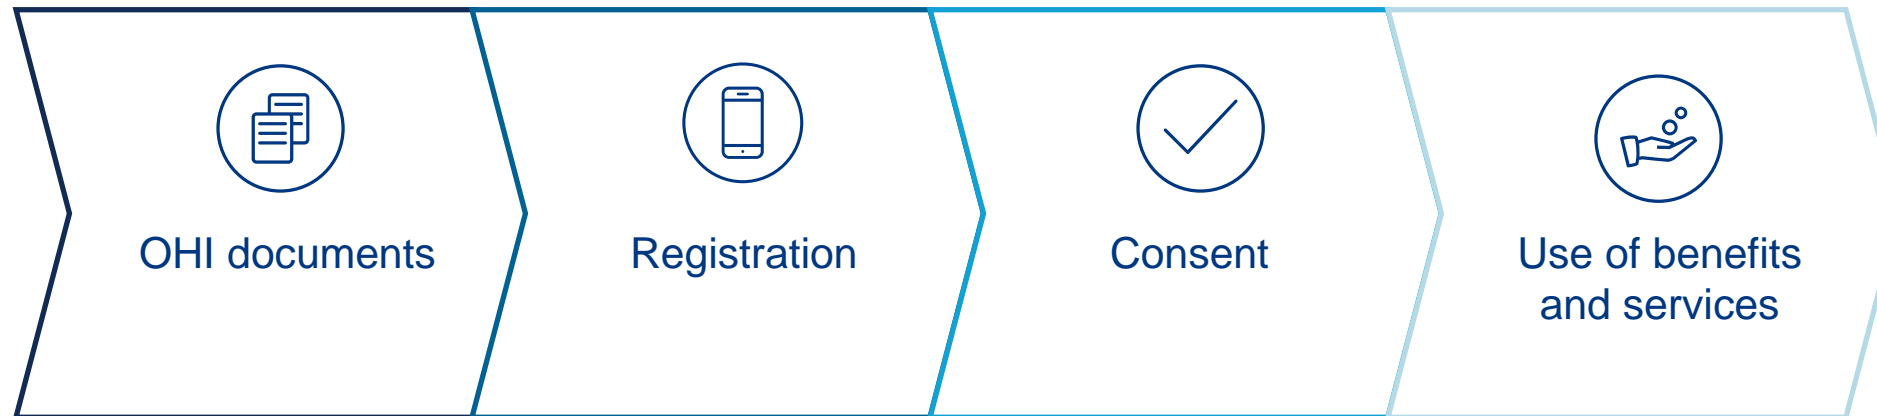 OHI documents
Registration
Consent
Use of benefits
and services